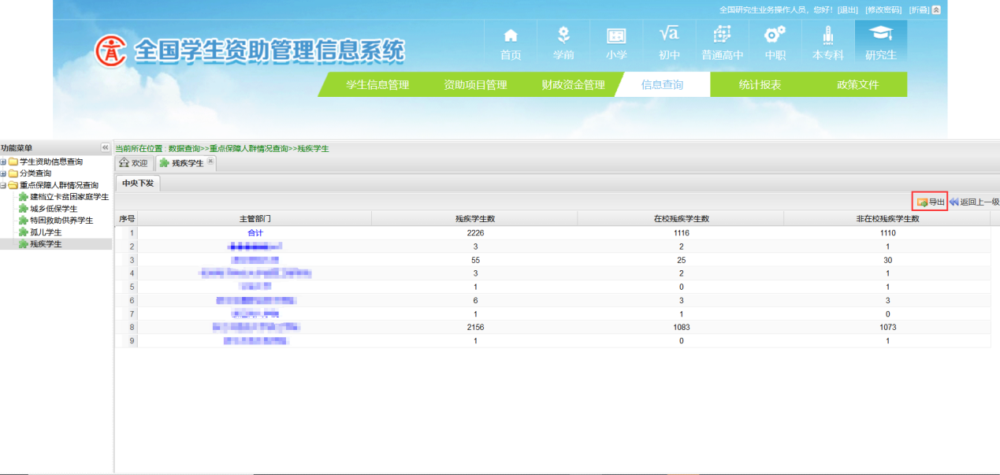 全国研究生业务操作人员，您好！ [退出] [修改密码] [折叠]
全国学生资助管理信息系统
首页 学前 小学 初中 普通高中 中职 本专科 研究生
学生信息管理 资助项目管理 财政资金管理 信息查询 统计报表 政策文件
功能菜单
学生资助信息查询
分类查询
重点保障人群情况查询
建档立卡贫困家庭学生
城乡低保学生
特困救助供养学生
孤儿学生
残疾学生
当前所在位置 : 数据查询>>重点保障人群情况查询>>残疾学生
欢迎 残疾学生
中央下发
导出 返回上一级
序号 主管部门 残疾学生数 在校残疾学生数 非在校残疾学生数
1 合计 2226 1116 1110
2 3 2 1
3 55 25 30
4 3 2 1
5 1 0 1
6 6 3 3
7 1 1 0
8 2156 1083 1073
9 1 0 1